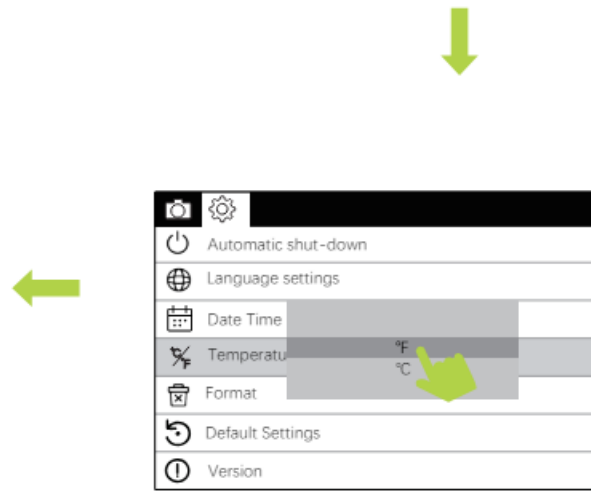 Automatic shut-down
Language settings
Date Time
Temperatu
°F
°C
Format
Default Settings
Version